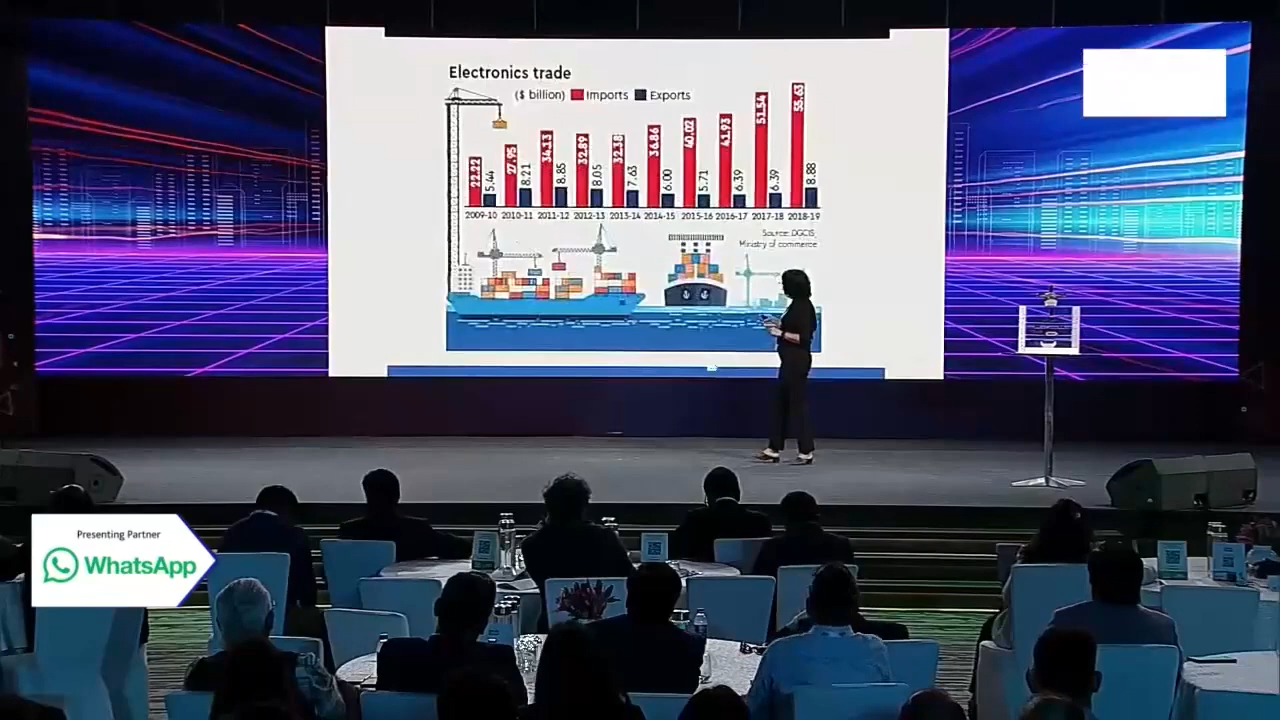 Electronics trade
($ billion) Imports Exports
22.22 5.44 27.95 8.21 34.13 8.85 32.89 8.05 32.38 7.63 36.86 6.00 40.02 5.71 41.93 6.39 51.54 6.39 55.63 8.88
2009-10 2010-11 2011-12 2012-13 2013-14 2014-15 2015-16 2016-17 2017-18 2018-19
Source: DGCIS,
Ministry of commerce
Presenting Partner
WhatsApp